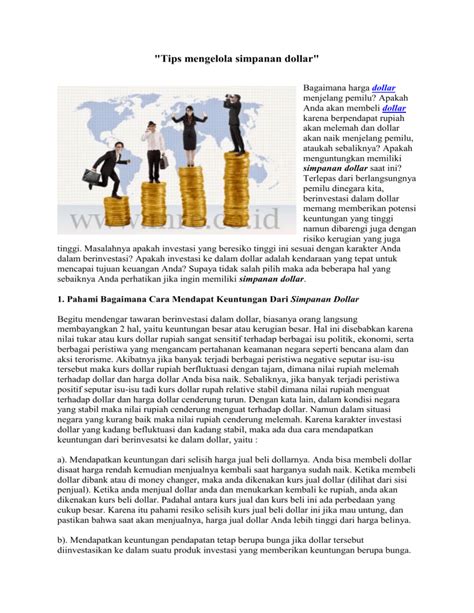 "Tips mengelola simpanan dollar"
Bagaimana harga dollar
menjelang pemilu? Apakah
Anda akan membeli dollar
karena berpendapat rupiah
akan melemah dan dollar
akan naik menjelang pemilu,
ataukah sebaliknya? Apakah
menguntungkan memiliki
simpanan dollar saat ini?
Terlepas dari berlangsungnya
pemilu dinegara kita,
berinvestasi dalam dollar
memang memberikan potensi
keuntungan yang tinggi
namun dibarengi juga dengan
risiko kerugian yang juga
tinggi. Masalahnya apakah investasi yang beresiko tinggi ini sesuai dengan karakter Anda
dalam berinvestasi? Apakah investasi ke dalam dollar adalah kendaraan yang tepat untuk
mencapai tujuan keuangan Anda? Supaya tidak salah pilih maka ada beberapa hal yang
sebaiknya Anda perhatikan jika ingin memiliki simpanan dollar.
1. Pahami Bagaimana Cara Mendapat Keuntungan Dari Simpanan Dollar
Begitu mendengar tawaran berinvestasi dalam dollar, biasanya orang langsung
membayangkan 2 hal, yaitu keuntungan besar atau kerugian besar. Hal ini disebabkan karena
nilai tukar atau kurs dollar rupiah sangat sensitif terhadap berbagai isu politik, ekonomi, serta
berbagai peristiwa yang mengancam pertahanan keamanan negara seperti bencana alam dan
aksi terorisme. Akibatnya jika banyak terjadi berbagai peristiwa negative seputar isu-isu
tersebut maka kurs dollar rupiah berfluktuasi dengan tajam, dimana nilai rupiah melemah
terhadap dollar dan harga dollar Anda bisa naik. Sebaliknya, jika banyak terjadi peristiwa
positif seputar isu-isu tadi kurs dollar rupah relative stabil dimana nilai rupiah menguat
terhadap dollar dan harga dollar cenderung turun. Dengan kata lain, dalam kondisi negara
yang stabil maka nilai rupiah cenderung menguat terhadap dollar. Namun dalam situasi
negara yang kurang baik maka nilai rupiah cenderung melemah. Karena karakter investasi
dollar yang kadang befluktuasi dan kadang stabil, maka ada dua cara mendapatkan
keuntungan dari berinvesatsi ke dalam dollar, yaitu :
a). Mendapatkan keuntungan dari selisih harga jual beli dollarnya. Anda bisa membeli dollar
disaat harga rendah kemudian menjualnya kembali saat harganya sudah naik. Ketika membeli
dollar dibank atau di money changer, maka anda dikenakan kurs jual dollar (dilihat dari sisi
penjual). Ketika anda menjual dollar anda dan menukarkan kembali ke rupiah, anda akan
dikenakan kurs beli dollar. Padahal antara kurs jual dan kurs beli ini ada perbedaan yang
cukup besar. Karena itu pahami resiko selisih kurs jual beli dollar ini jika mau untung, dan
pastikan bahwa saat akan menjualnya, harga jual dollar Anda lebih tinggi dari harga belinya.
b). Mendapatkan keuntungan pendapatan tetap berupa bunga jika dollar tersebut
diinvestasikan ke dalam suatu produk investasi yang memberikan keuntungan berupa bunga.